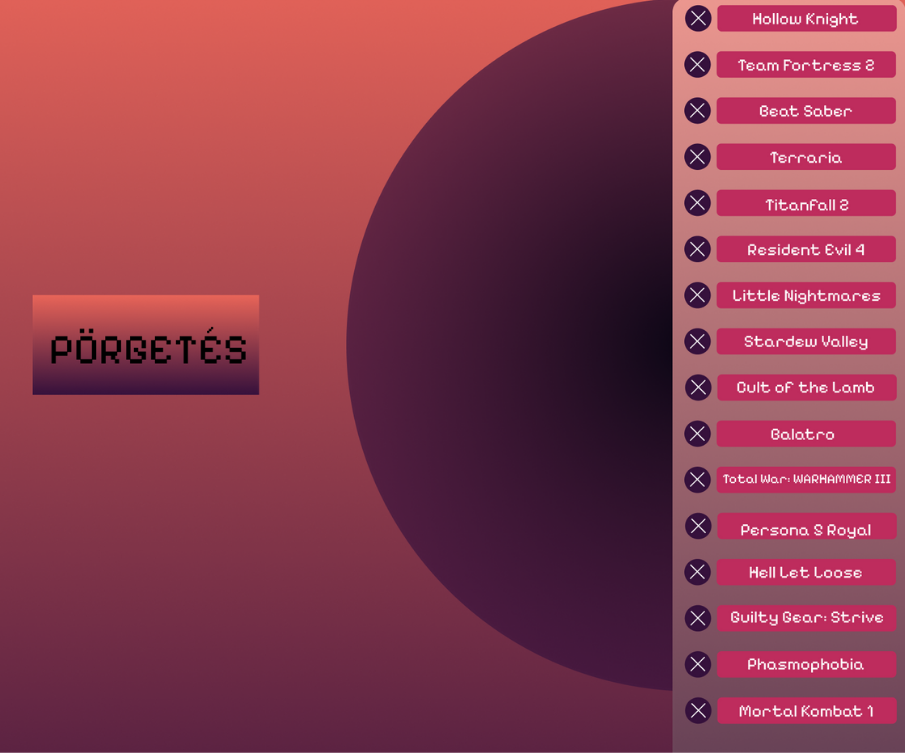 PÖRGETÉS
Hollow Knight
Team Fortress 2
Beat Saber
Terraria
Titanfall 2
Resident Evil 4
Little Nightmares
Stardew Valley
Cult of the Lamb
Balatro
Total War: WARHAMMER III
Persona 5 Royal
Hell Let Loose
Guilty Gear: Strive
Phasmophobia
Mortal Kombat 1